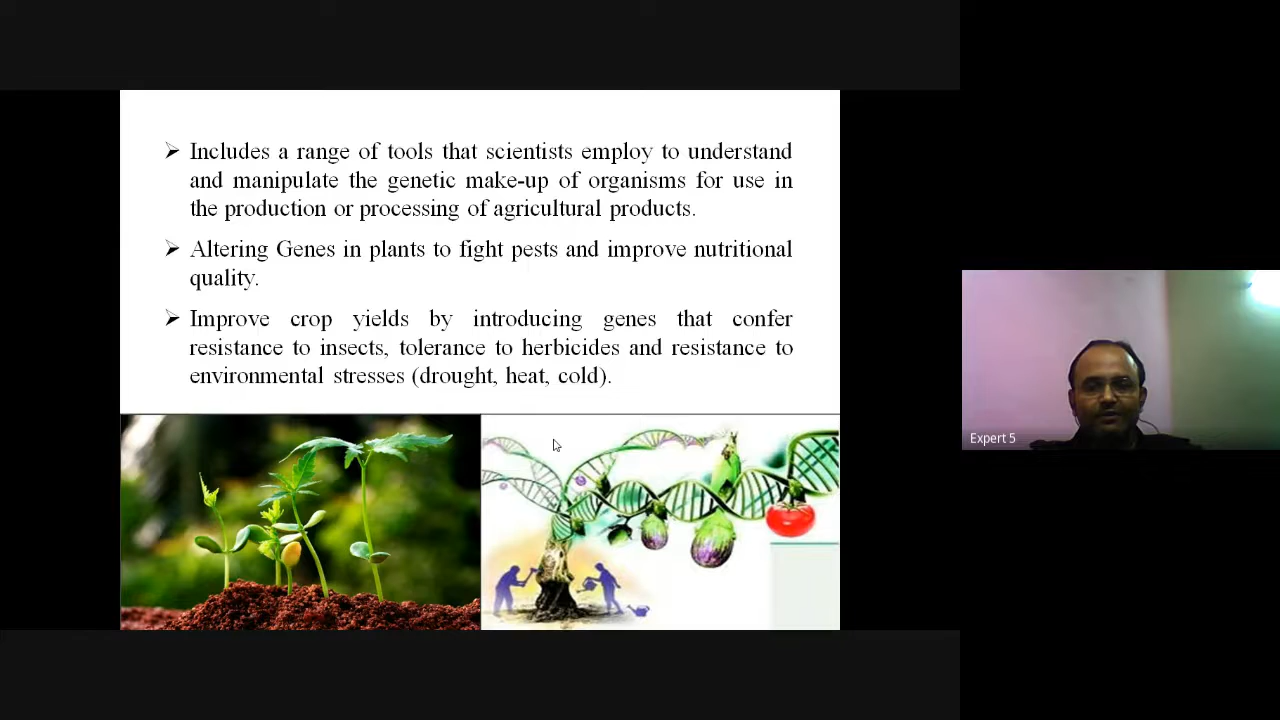 Includes a range of tools that scientists employ to understand
and manipulate the genetic make-up of organisms for use in
the production or processing of agricultural products.
Altering Genes in plants to fight pests and improve nutritional
quality.
Improve crop yields by introducing genes that confer
resistance to insects, tolerance to herbicides and resistance to
environmental stresses (drought, heat, cold).
Expert 5